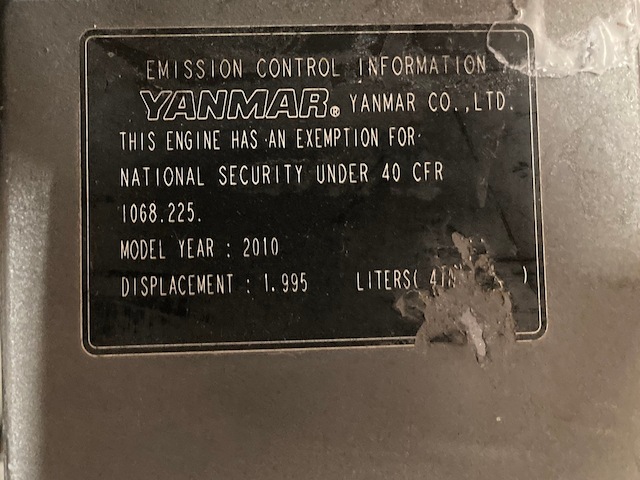 EMISSION CONTROL INFORMATION
YANMAR® YANMAR CO.,LTD.
THIS ENGINE HAS AN EXEMPTION FOR
NATIONAL SECURITY UNDER 40 CFR
1068.225.
MODEL YEAR : 2010
DISPLACEMENT : 1.995 LITERS( )